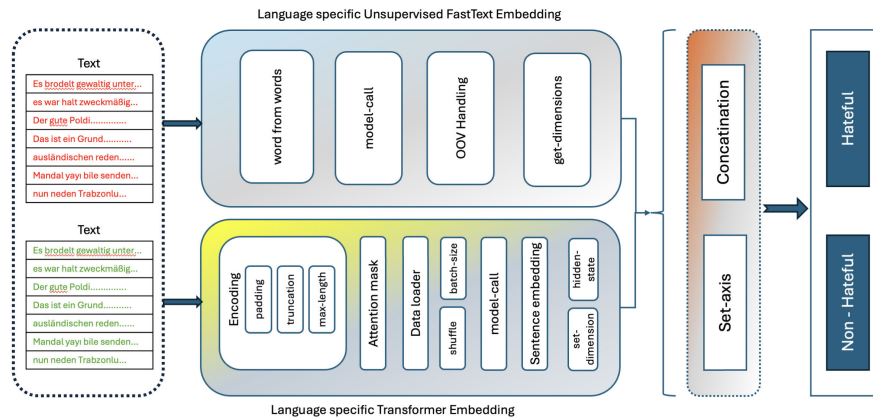 Language specific Unsupervised FastText Embedding
Text
Es brodelt gewaltig unter...
es war halt zweckmäßig...
Der gute Poldi.............
Das ist ein Grund...........
ausländischen reden......
Mandal yayı bile senden...
nun neden Trabzonlu...
Text
Es brodelt gewaltig unter...
es war halt zweckmäßig...
Der gute Poldi.............
Das ist ein Grund...........
ausländischen reden......
Mandal yayı bile senden...
nun neden Trabzonlu...
word from words
model-call
OOV Handling
get-dimensions
Encoding
padding
truncation
max-length
Attention mask
Data loader
batch-size
shuffle
model-call
Sentence embedding
hidden-
state
set-
dimension
Language specific Transformer Embedding
Concatination
Set-axis
Hateful
Non - Hateful